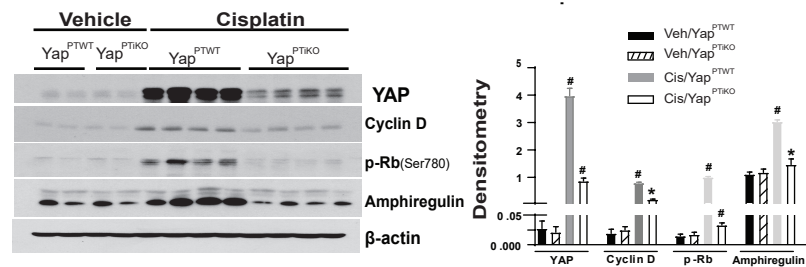 Vehicle Cisplatin
Yap^PTWT Yap^PTiKO Yap^PTWT Yap^PTiKO
YAP
Cyclin D
p-Rb(Ser780)
Amphiregulin
β-actin
Veh/Yap^PTWT
Veh/Yap^PTiKO
Cis/Yap^PTWT
Cis/Yap^PTiKO
Densitometry
5
4
3
2
1
0.05
0.000
# # # * # # # *
YAP Cyclin D p-Rb Amphiregulin